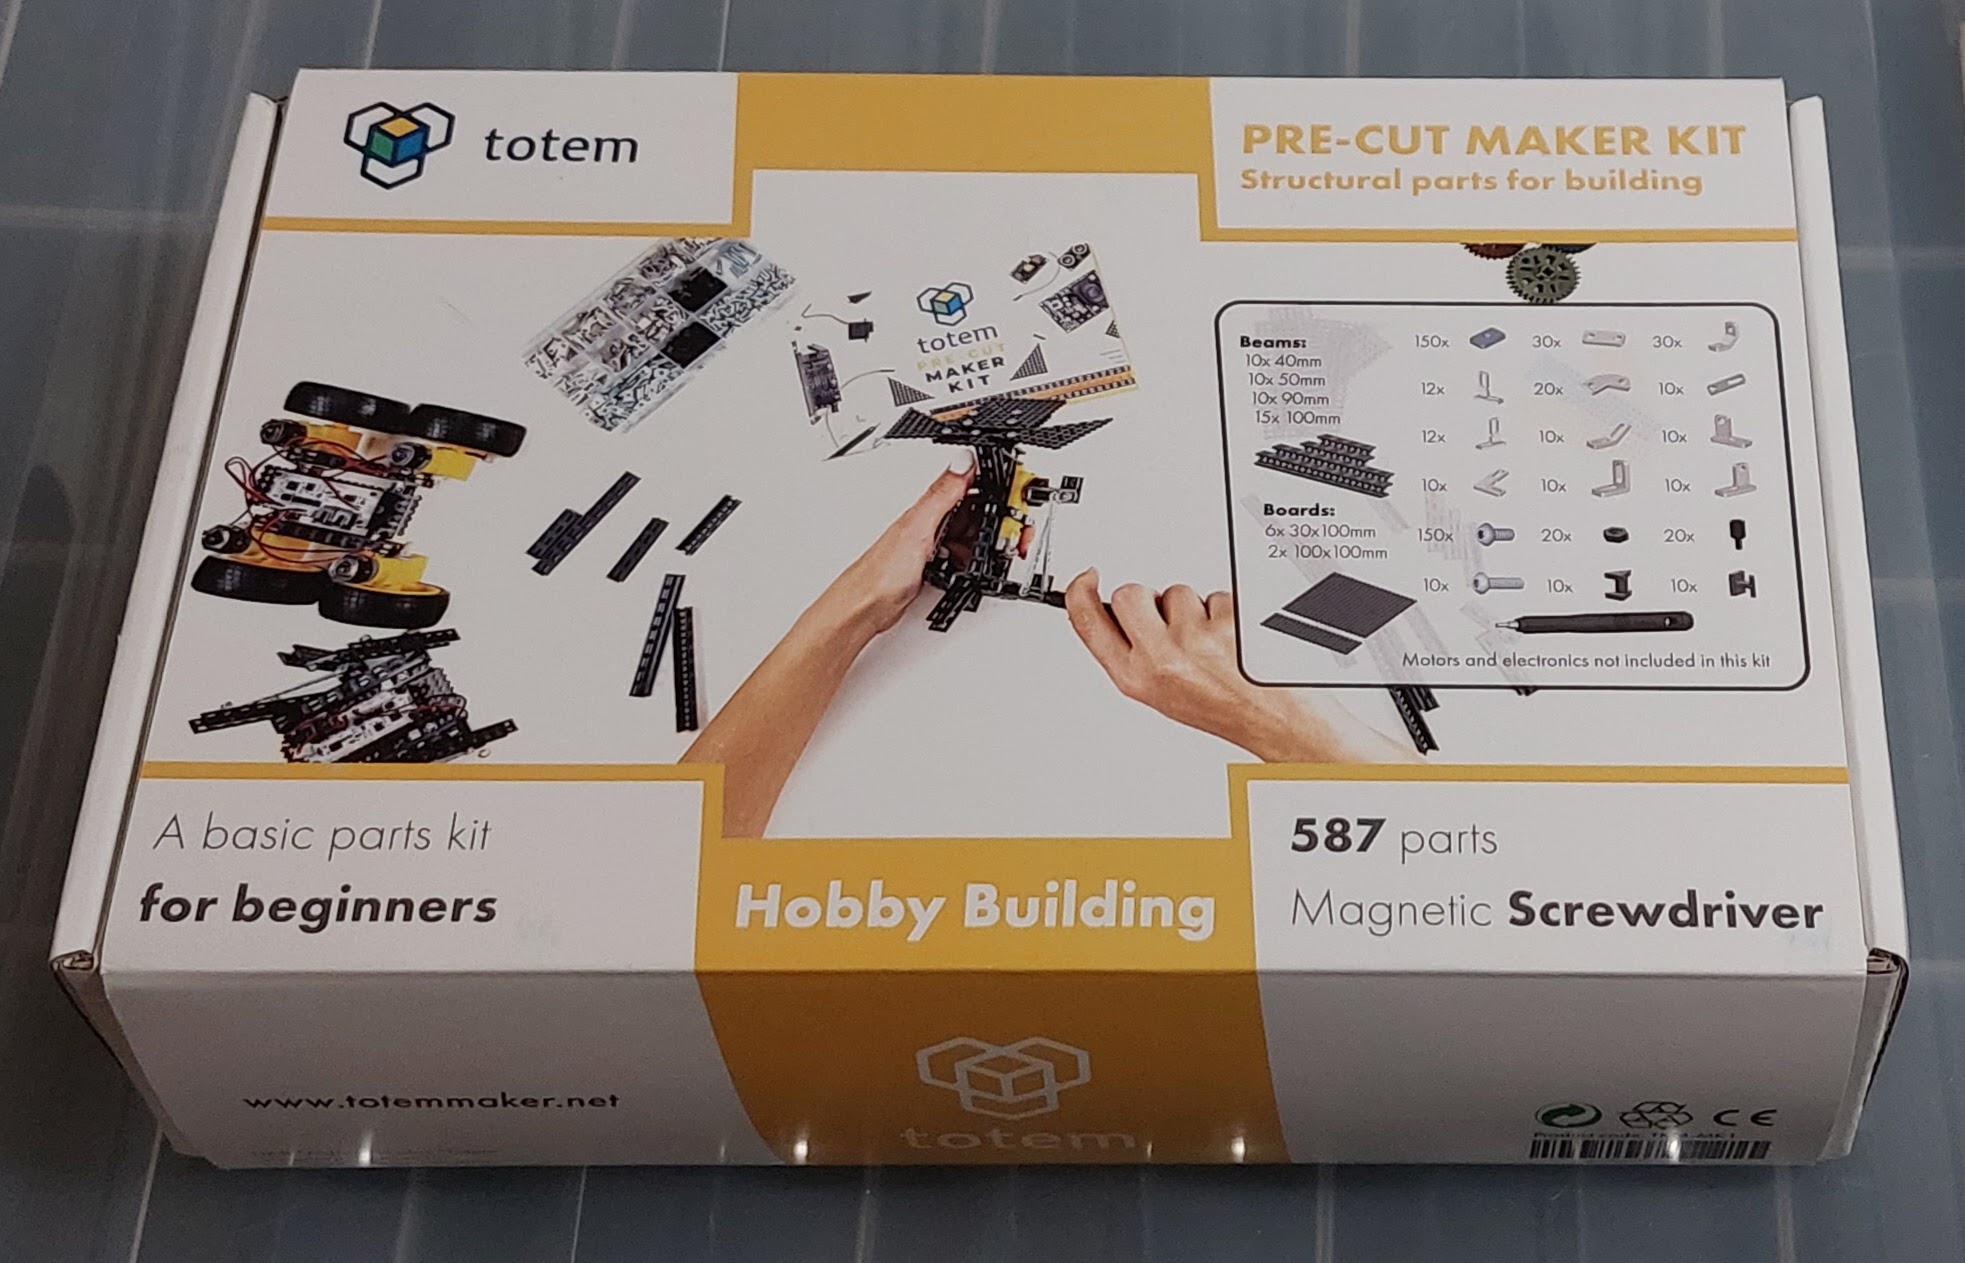 totem
PRE-CUT MAKER KIT
Structural parts for building
totem
PRE-CUT
MAKER
KIT
Beams:
10x 40mm
10x 50mm
10x 90mm
15x 100mm
Boards:
6x 30x100mm
2x 100x100mm
150x 30x 30x
12x 20x 10x
12x 10x 10x
10x 10x 10x
150x 20x 20x
10x 10x 10x
Motors and electronics not included in this kit
A basic parts kit
for beginners
Hobby Building
587 parts
Magnetic Screwdriver
www.totemmaker.net
totem
CE
Product code: